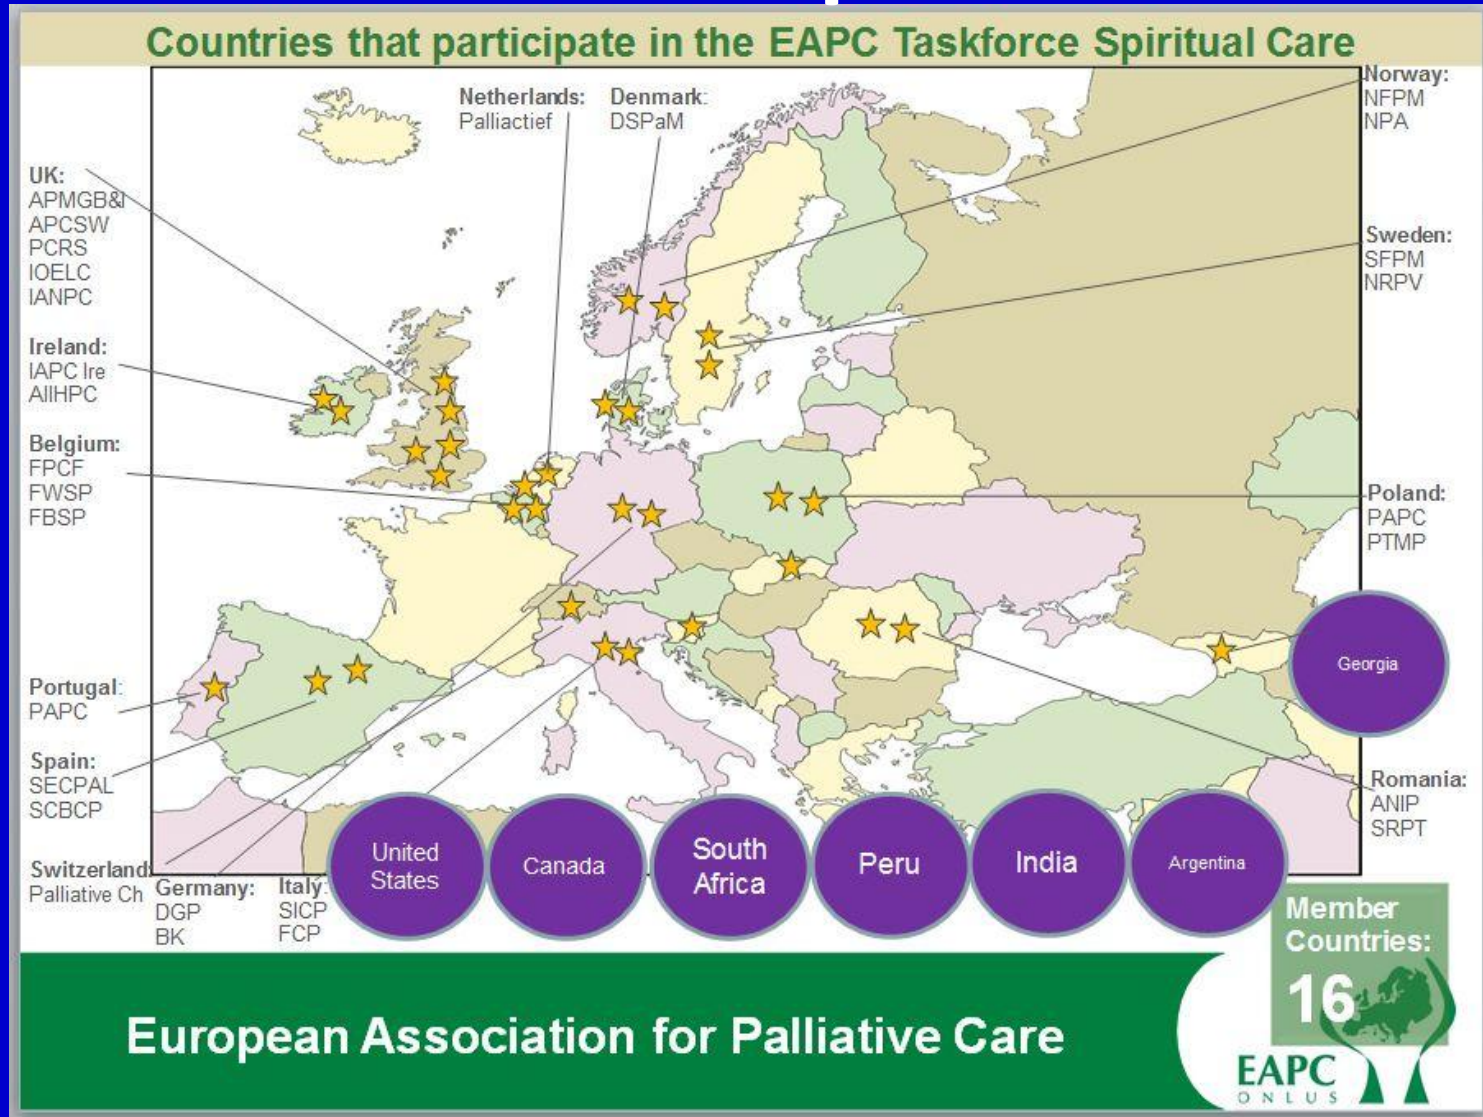 Countries that participate in the EAPC Taskforce Spiritual Care
Netherlands:
Palliactief
Denmark:
DSPaM
Norway:
NFPM
NPA
UK:
APMGB&I
APCSW
PCRS
IOELC
IANPC
Sweden:
SFPM
NRPV
Ireland:
IAPC Ire
AIIHPC
Belgium:
FPCF
FWSP
FBSP
Poland:
PAPC
PTMP
Georgia
Portugal:
PAPC
Spain:
SECPAL
SCBCP
Romania:
ANIP
SRPT
Switzerland:
Palliative Ch
Germany:
DGP
BK
Italy:
SICP
FCP
United
States
Canada
South
Africa
Peru
India
Argentina
Member
Countries:
16
European Association for Palliative Care
EAPC
ONLUS